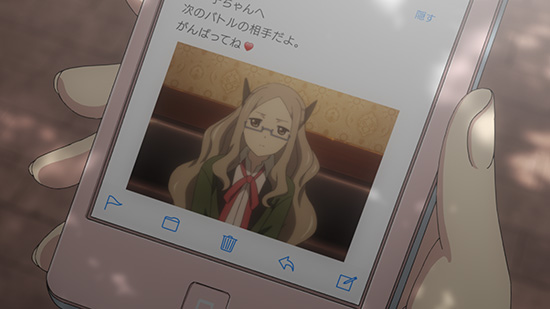 子ちゃんへ
隠す
次のバトルの相手だよ。
がんばってね❤